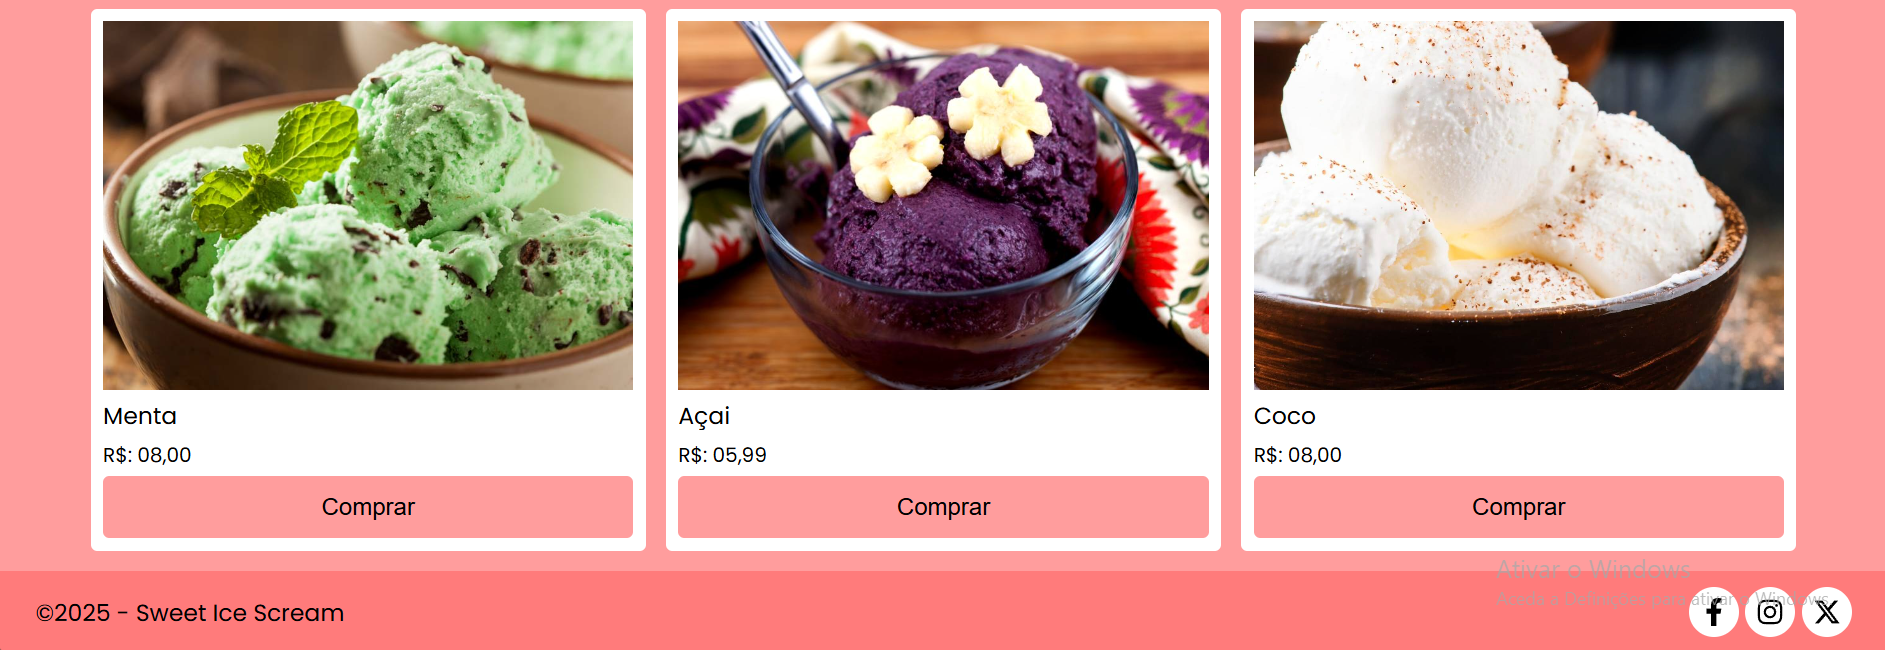 Menta
R$: 08,00
Comprar
Açai
R$: 05,99
Comprar
Coco
R$: 08,00
Comprar
Ativar o Windows
Aceda a Definições para ativar o Windows.
©2025 - Sweet Ice Scream